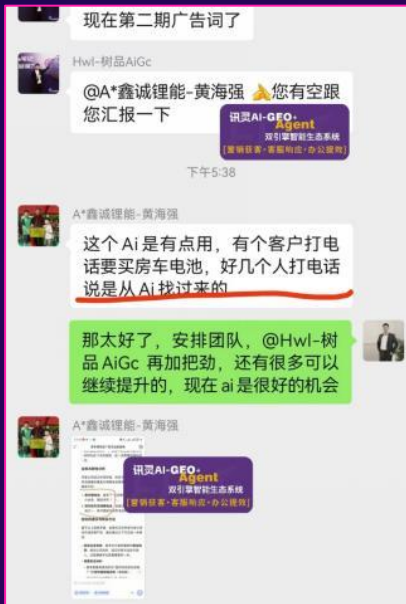 现在第二期广告词了
Hwl-树品AiGc
@A*鑫诚锂能-黄海强 您有空跟
您汇报一下
讯灵AI-GEO+
Agent
双引擎智能生态系统
[营销获客·客服响应·办公提效]
下午5:38
A*鑫诚锂能-黄海强
这个Ai是有点用，有个客户打电
话要买房车电池，好几个人打电话
说是从Ai找过来的
那太好了，安排团队，@Hwl-树
品AiGc 再加把劲，还有很多可以
继续提升的，现在ai是很好的机会
A*鑫诚锂能-黄海强
讯灵AI-GEO+
Agent
双引擎智能生态系统
[营销获客·客服响应·办公提效]